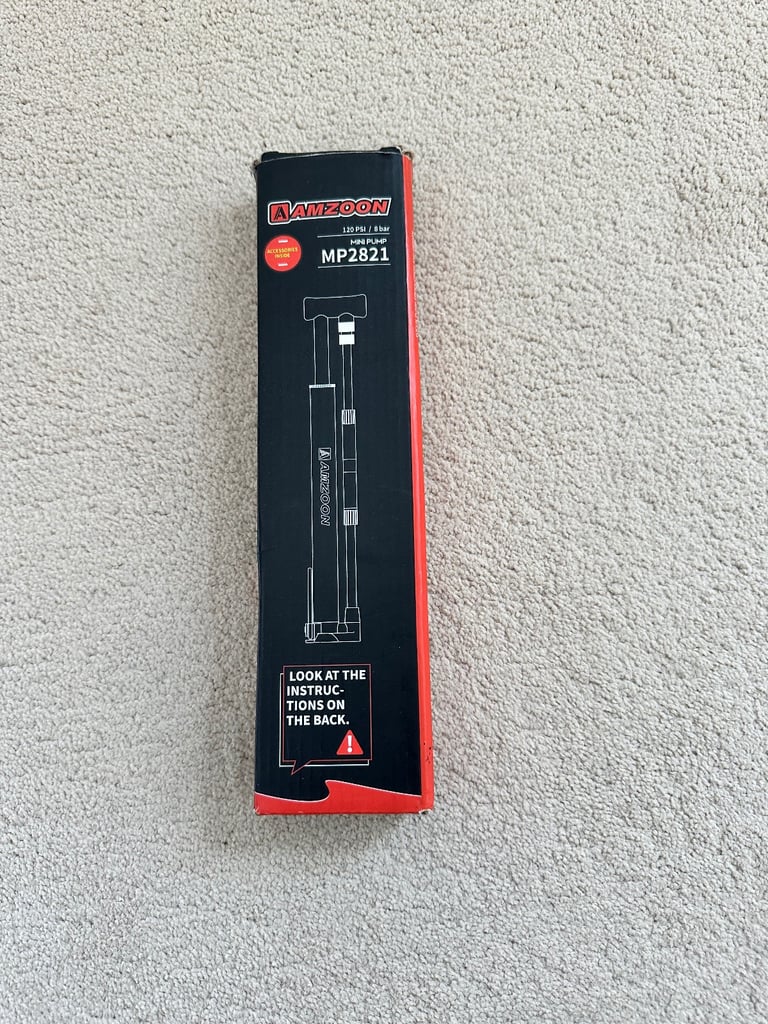 A AMZOON
120 PSI / 8 bar
ACCESSORIES
INSIDE
MINI PUMP
MP2821
A AMZOON
LOOK AT THE
INSTRUC-
TIONS ON
THE BACK.
!